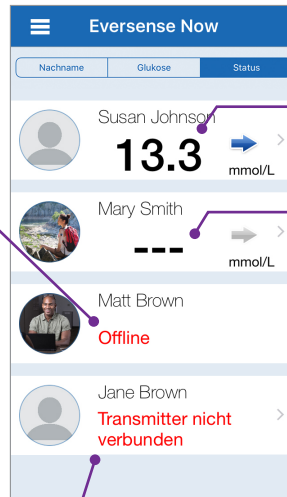 Eversense Now
Nachname Glukose Status
Susan Johnson
13.3
mmol/L
Mary Smith
---
mmol/L
Matt Brown
Offline
Jane Brown
Transmitter nicht
verbunden